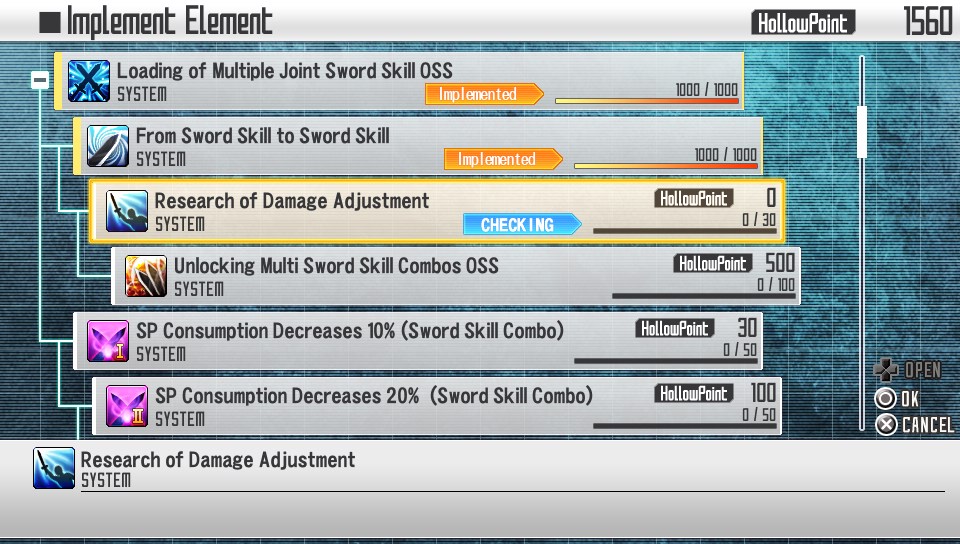 Implement Element
HollowPoint 1560
Loading of Multiple Joint Sword Skill OSS
SYSTEM
Implemented
1000 / 1000
From Sword Skill to Sword Skill
SYSTEM
Implemented
1000 / 1000
Research of Damage Adjustment
HollowPoint 0
SYSTEM
CHECKING
0 / 30
Unlocking Multi Sword Skill Combos OSS
HollowPoint 500
SYSTEM
0 / 100
SP Consumption Decreases 10% (Sword Skill Combo)
HollowPoint 30
I
SYSTEM
0 / 50
SP Consumption Decreases 20% (Sword Skill Combo)
HollowPoint 100
II
SYSTEM
0 / 50
OPEN
OK
CANCEL
Research of Damage Adjustment
SYSTEM